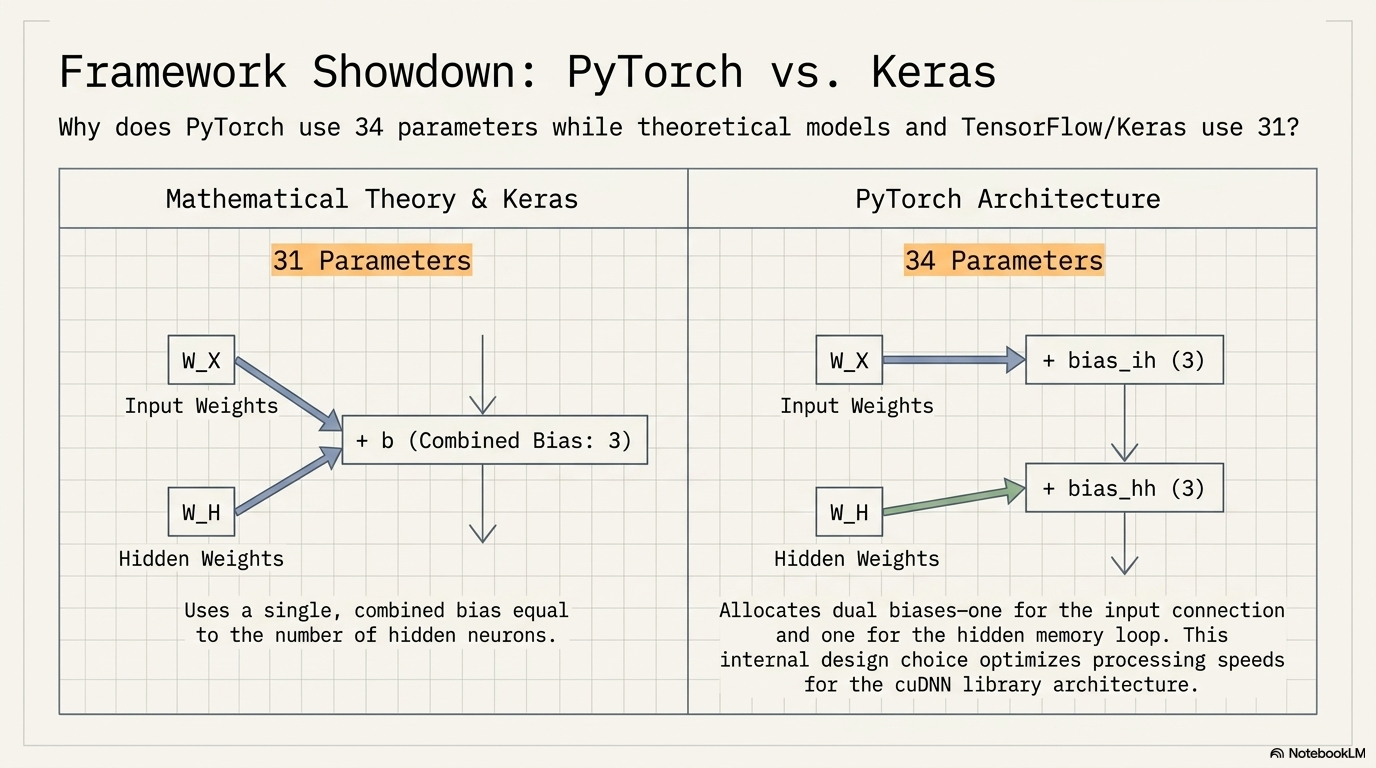 Framework Showdown: PyTorch vs. Keras
Why does PyTorch use 34 parameters while theoretical models and TensorFlow/Keras use 31?
Mathematical Theory & Keras
31 Parameters
W_X
Input Weights
+ b (Combined Bias: 3)
W_H
Hidden Weights
Uses a single, combined bias equal
to the number of hidden neurons.
PyTorch Architecture
34 Parameters
W_X
+ bias_ih (3)
Input Weights
+ bias_hh (3)
W_H
Hidden Weights
Allocates dual biases—one for the input connection
and one for the hidden memory loop. This
internal design choice optimizes processing speeds
for the cuDNN library architecture.
NotebookLM